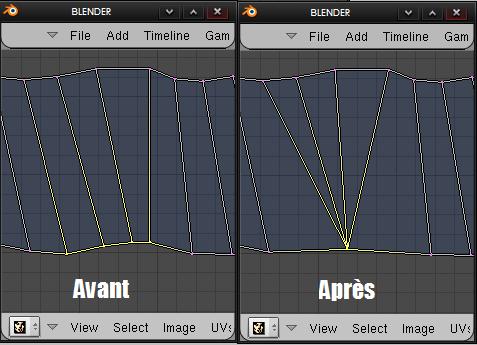 BLENDER
File Add Timeline Gam
Avant
View Select Image UVs
BLENDER
File Add Timeline Gam
Après
View Select Image UVs